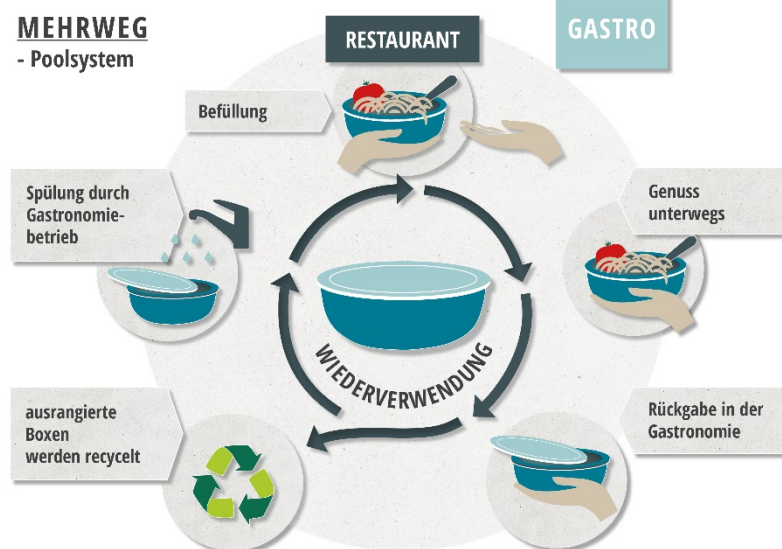 MEHRWEG
- Poolsystem
RESTAURANT
GASTRO
Befüllung
Genuss
unterwegs
Rückgabe in der
Gastronomie
ausrangierte
Boxen
werden recycelt
Spülung durch
Gastronomie-
betrieb
WIEDERVERWENDUNG